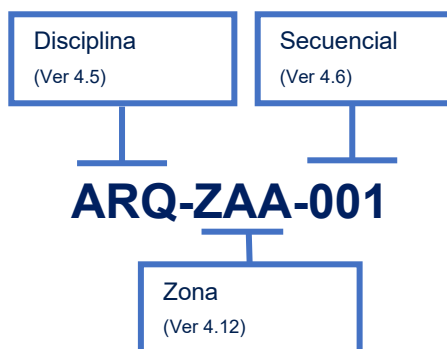 Disciplina
(Ver 4.5)
Secuencial
(Ver 4.6)
ARQ-ZAA-001
Zona
(Ver 4.12)